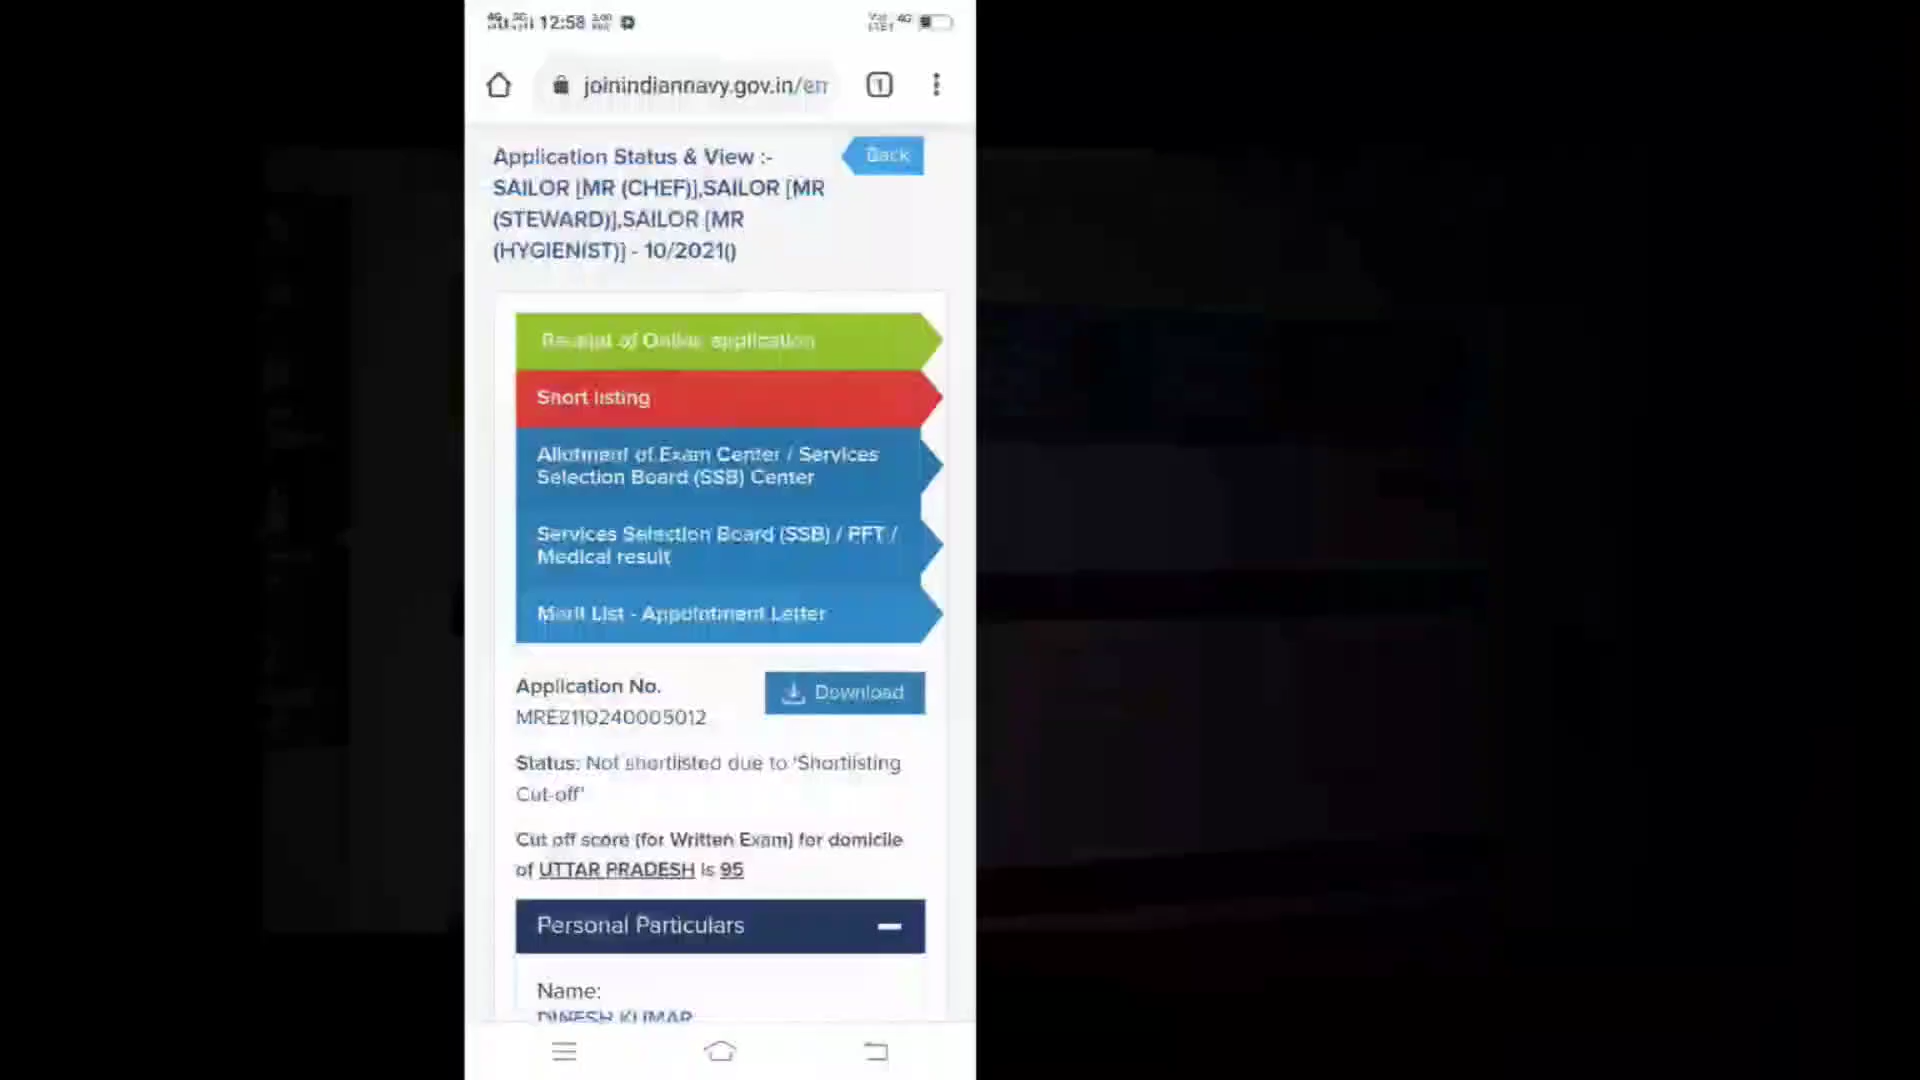 12:58
4G
joinindiannavy.gov.in/en
Application Status & View :-
Back
SAILOR [MR (CHEF)],SAILOR [MR
(STEWARD)],SAILOR [MR
(HYGIENIST)] - 10/2021()
Receipt of Online application
Short listing
Allotment of Exam Center / Services
Selection Board (SSB) Center
Services Selection Board (SSB) / PFT /
Medical result
Merit List - Appointment Letter
Application No.
Download
MRE2110240005012
Status: Not shortlisted due to 'Shortlisting
Cut-off'
Cut off score (for Written Exam) for domicile
of UTTAR PRADESH is 95
Personal Particulars
Name:
DINESH KUMAR